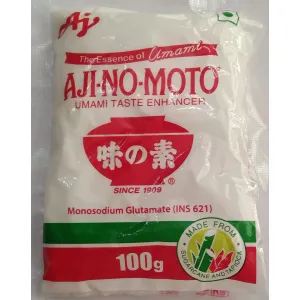 Aji
The Essence of Umami
AJI-NO-MOTO®
UMAMI TASTE ENHANCER
味の素
SINCE 1909
®
Monosodium Glutamate (INS 621)
100g
MADE FROM
SUGARCANE AND TAPIOCA